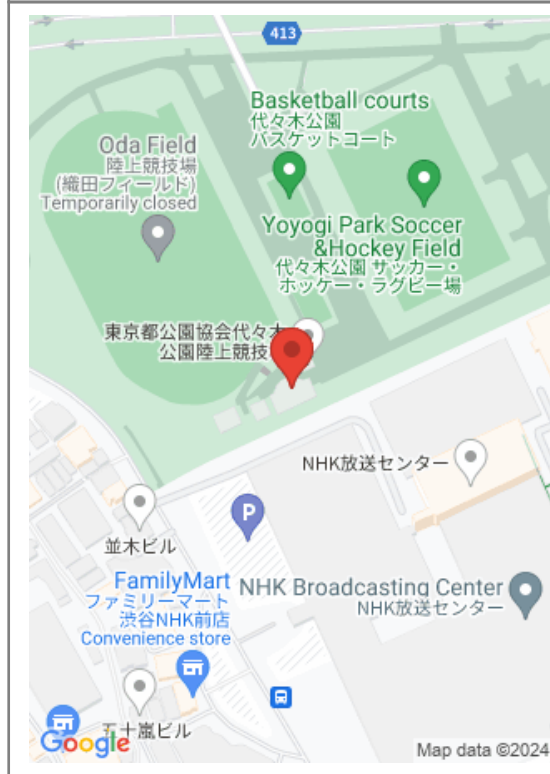 413
Basketball courts
代々木公園
バスケットコート
Oda Field
陸上競技場
(織田フィールド)
Temporarily closed
Yoyogi Park Soccer
&Hockey Field
代々木公園 サッカー・
ホッケー・ラグビー場
東京都公園協会代々木
公園陸上競技
NHK放送センター
P
並木ビル
FamilyMart
ファミリーマート
渋谷NHK前店
Convenience store
NHK Broadcasting Center
NHK放送センター
五十嵐ビル
Google
Map data ©2024